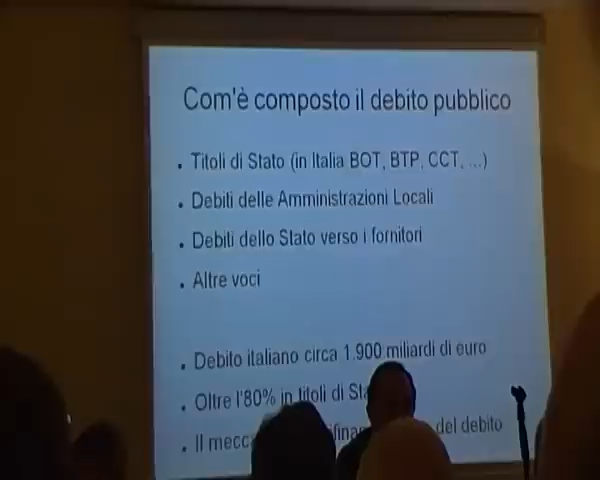 Com'è composto il debito pubblico
• Titoli di Stato (in Italia BOT, BTP, CCT, ...)
• Debiti delle Amministrazioni Locali
• Debiti dello Stato verso i fornitori
• Altre voci
• Debito italiano circa 1.900 miliardi di euro
• Oltre l'80% in titoli di
• Il del debito